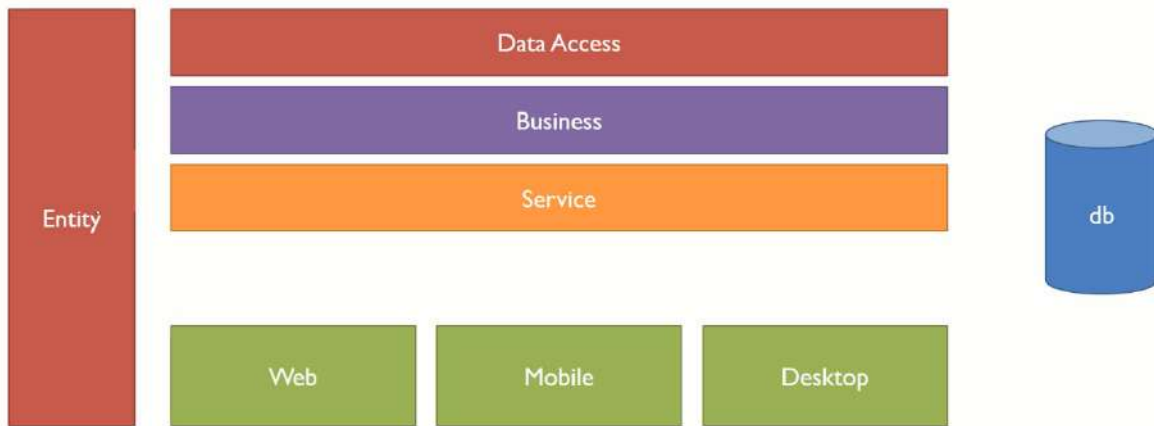 Data Access
Business
Service
Entity
db
Web
Mobile
Desktop